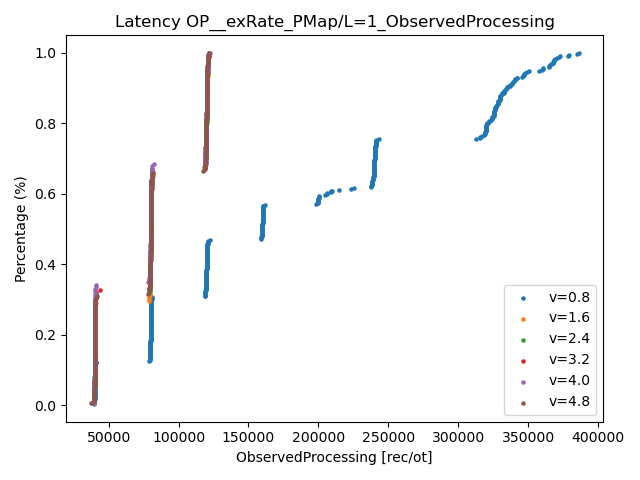 Latency OP__exRate_PMap/L=1_ObservedProcessing
1.0
0.8
0.6
0.4
0.2
0.0
Percentage (%)
v=0.8
v=1.6
v=2.4
v=3.2
v=4.0
v=4.8
50000 100000 150000 200000 250000 300000 350000 400000
ObservedProcessing [rec/ot]